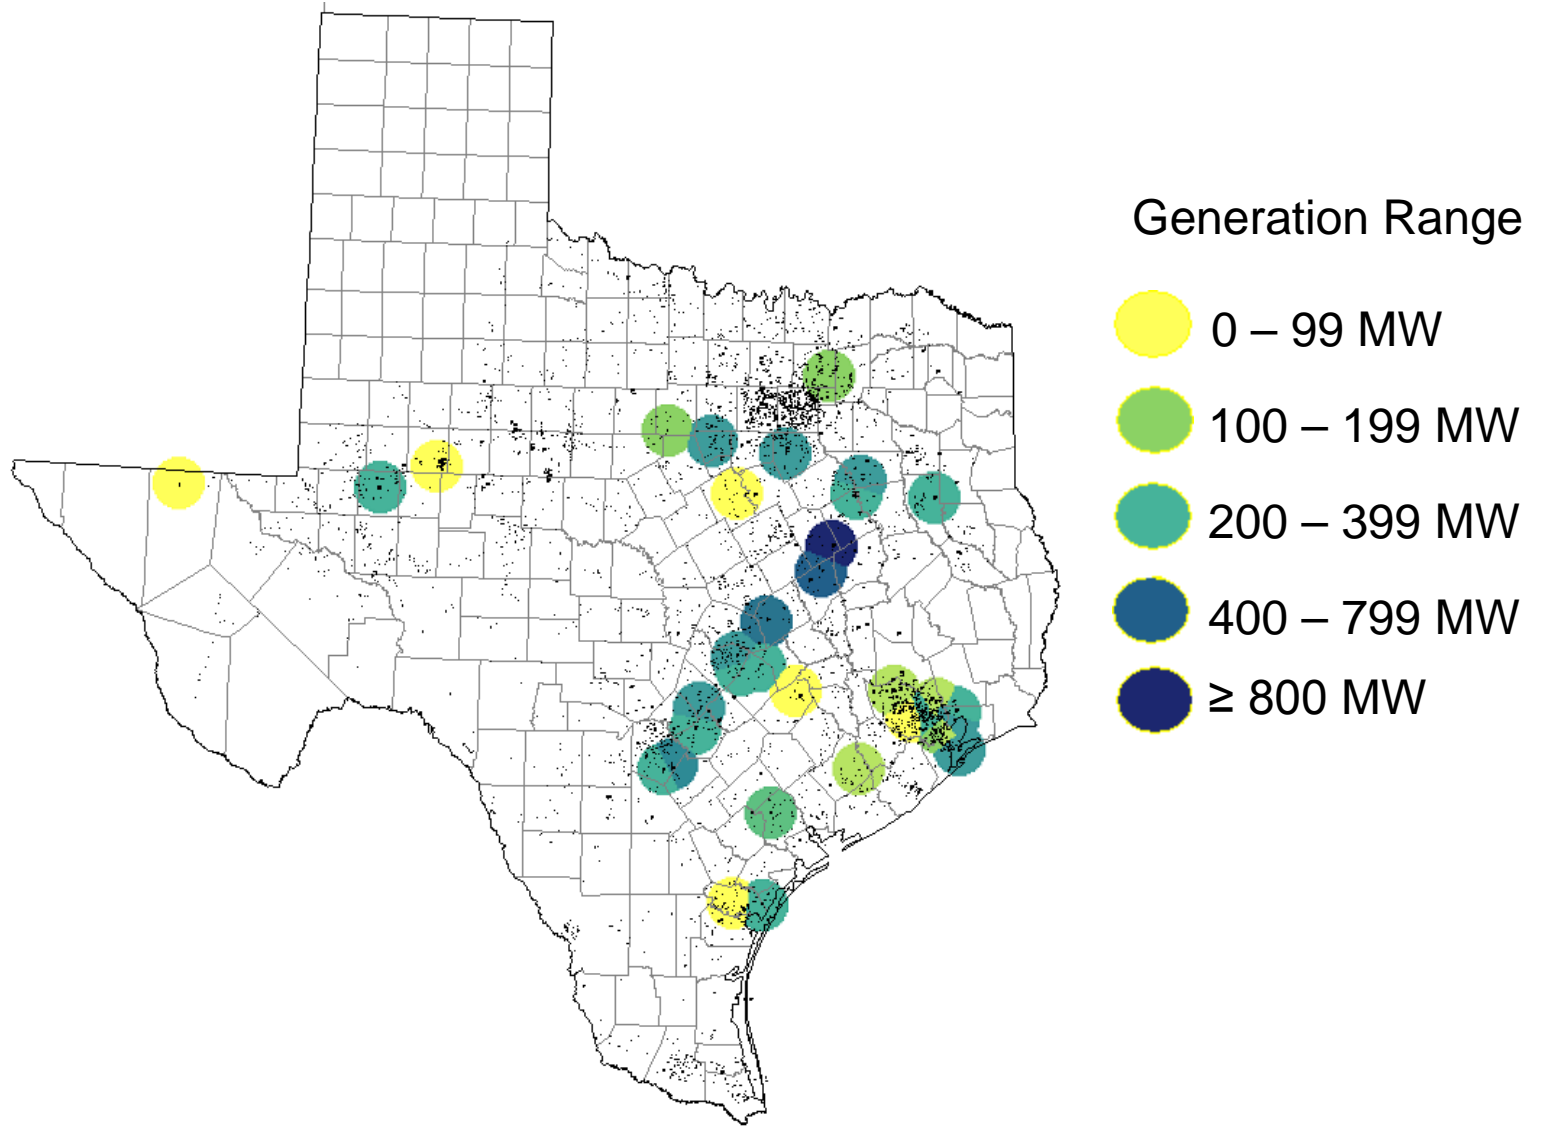 Generation Range
0 – 99 MW
100 – 199 MW
200 – 399 MW
400 – 799 MW
≥ 800 MW